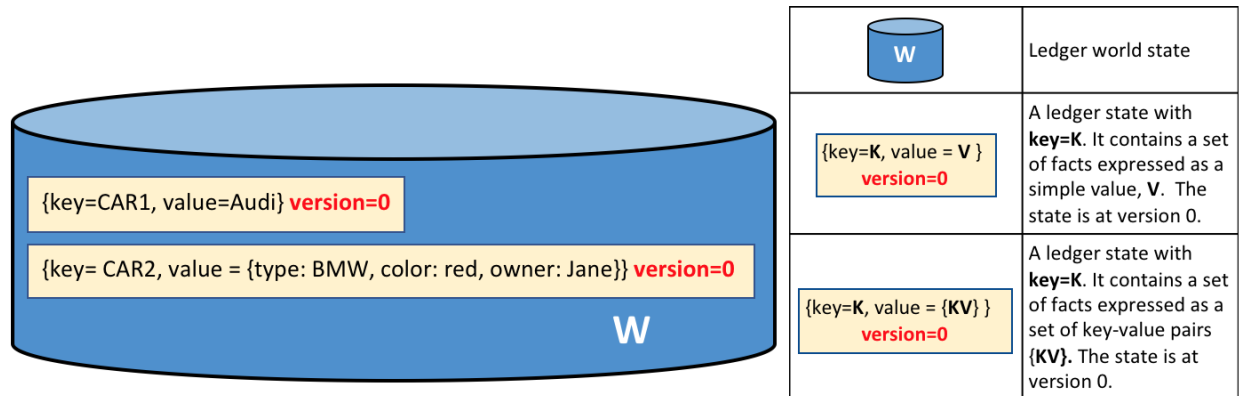 {key=CAR1, value=Audi} version=0
{key= CAR2, value = {type: BMW, color: red, owner: Jane}} version=0
W
W
Ledger world state
{key=K, value = V }
version=0
A ledger state with
key=K. It contains a set
of facts expressed as a
simple value, V. The
state is at version 0.
{key=K, value = {KV} }
version=0
A ledger state with
key=K. It contains a set
of facts expressed as a
set of key-value pairs
{KV}. The state is at
version 0.